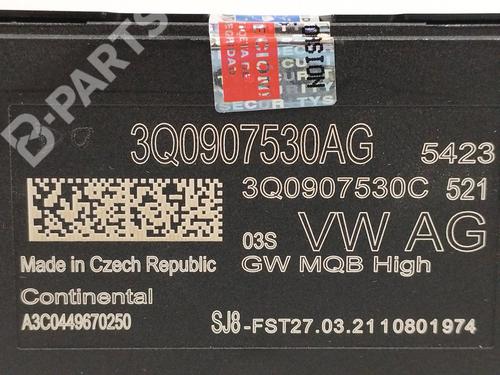 B-PARTS
SECURITYS
3Q0907530AG 5423
3Q0907530C 521
03S VW AG
Made in Czech Republic GW MQB High
Continental
A3C0449670250 SJ8-FST27.03.2110801974